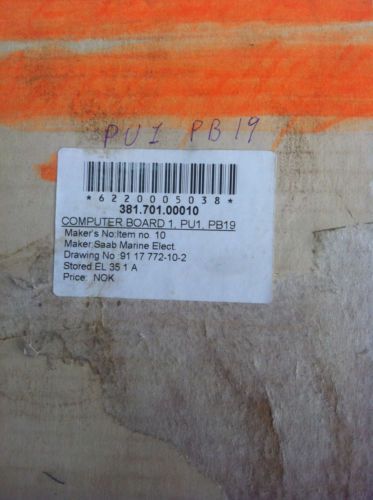 PU1 PB19
*6220005038*
381.701.00010
COMPUTER BOARD 1, PU1, PB19
Maker's No:Item no. 10
Maker:Saab Marine Elect.
Drawing No :91 17 772-10-2
Stored:EL 35 1 A
Price: NOK